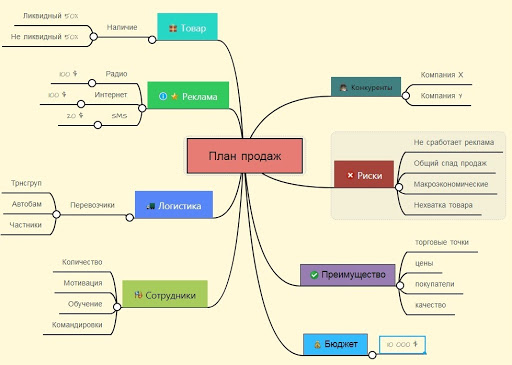 План продаж
Товар
Наличие
Ликвидный 50%
Не ликвидный 50%
Реклама
Радио
100 $
Интернет
100 $
SMS
20 $
Логистика
Перевозчики
Трисгруп
Автобам
Частники
Сотрудники
Количество
Мотивация
Обучение
Командировки
Конкуренты
Компания X
Компания Y
Риски
Не сработает реклама
Общий спад продаж
Макроэкономические
Нехватка товара
Преимущество
торговые точки
цены
покупатели
качество
Бюджет
10 000 $